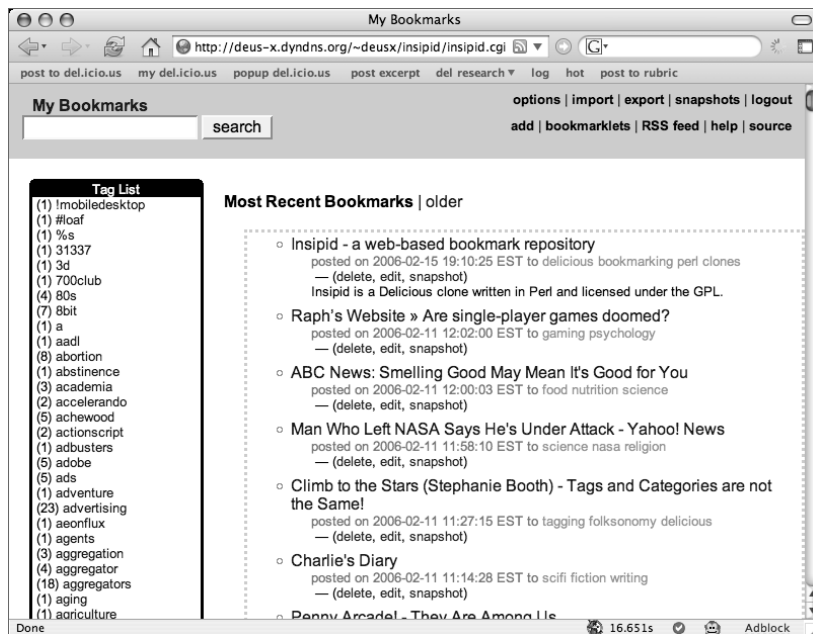 My Bookmarks
http://deus-x.dyndns.org/~deusx/insipid/insipid.cgi
G
post to del.icio.us my del.icio.us popup del.icio.us post excerpt del research log hot post to rubric
My Bookmarks
options | import | export | snapshots | logout
search
add | bookmarklets | RSS feed | help | source
Tag List
(1) !mobiledesktop
(1) #loaf
(1) %s
(1) 31337
(1) 3d
(1) 700club
(4) 80s
(7) 8bit
(1) a
(1) aadl
(8) abortion
(1) abstinence
(3) academia
(2) accelerando
(5) achewood
(2) actionscript
(1) adbusters
(5) adobe
(5) ads
(1) adventure
(23) advertising
(1) aeonflux
(1) agents
(3) aggregation
(4) aggregator
(18) aggregators
(1) aging
(1) agriculture
Most Recent Bookmarks | older
Insipid - a web-based bookmark repository
posted on 2006-02-15 19:10:25 EST to delicious bookmarking perl clones
— (delete, edit, snapshot)
Insipid is a Delicious clone written in Perl and licensed under the GPL.
Raph's Website » Are single-player games doomed?
posted on 2006-02-11 12:02:00 EST to gaming psychology
— (delete, edit, snapshot)
ABC News: Smelling Good May Mean It's Good for You
posted on 2006-02-11 12:00:03 EST to food nutrition science
— (delete, edit, snapshot)
Man Who Left NASA Says He's Under Attack - Yahoo! News
posted on 2006-02-11 11:58:10 EST to science nasa religion
— (delete, edit, snapshot)
Climb to the Stars (Stephanie Booth) - Tags and Categories are not
the Same!
posted on 2006-02-11 11:27:15 EST to tagging folksonomy delicious
— (delete, edit, snapshot)
Charlie's Diary
posted on 2006-02-11 11:14:28 EST to scifi fiction writing
— (delete, edit, snapshot)
Penny Arcade! - They Are Among Us
Done 16.651s Adblock